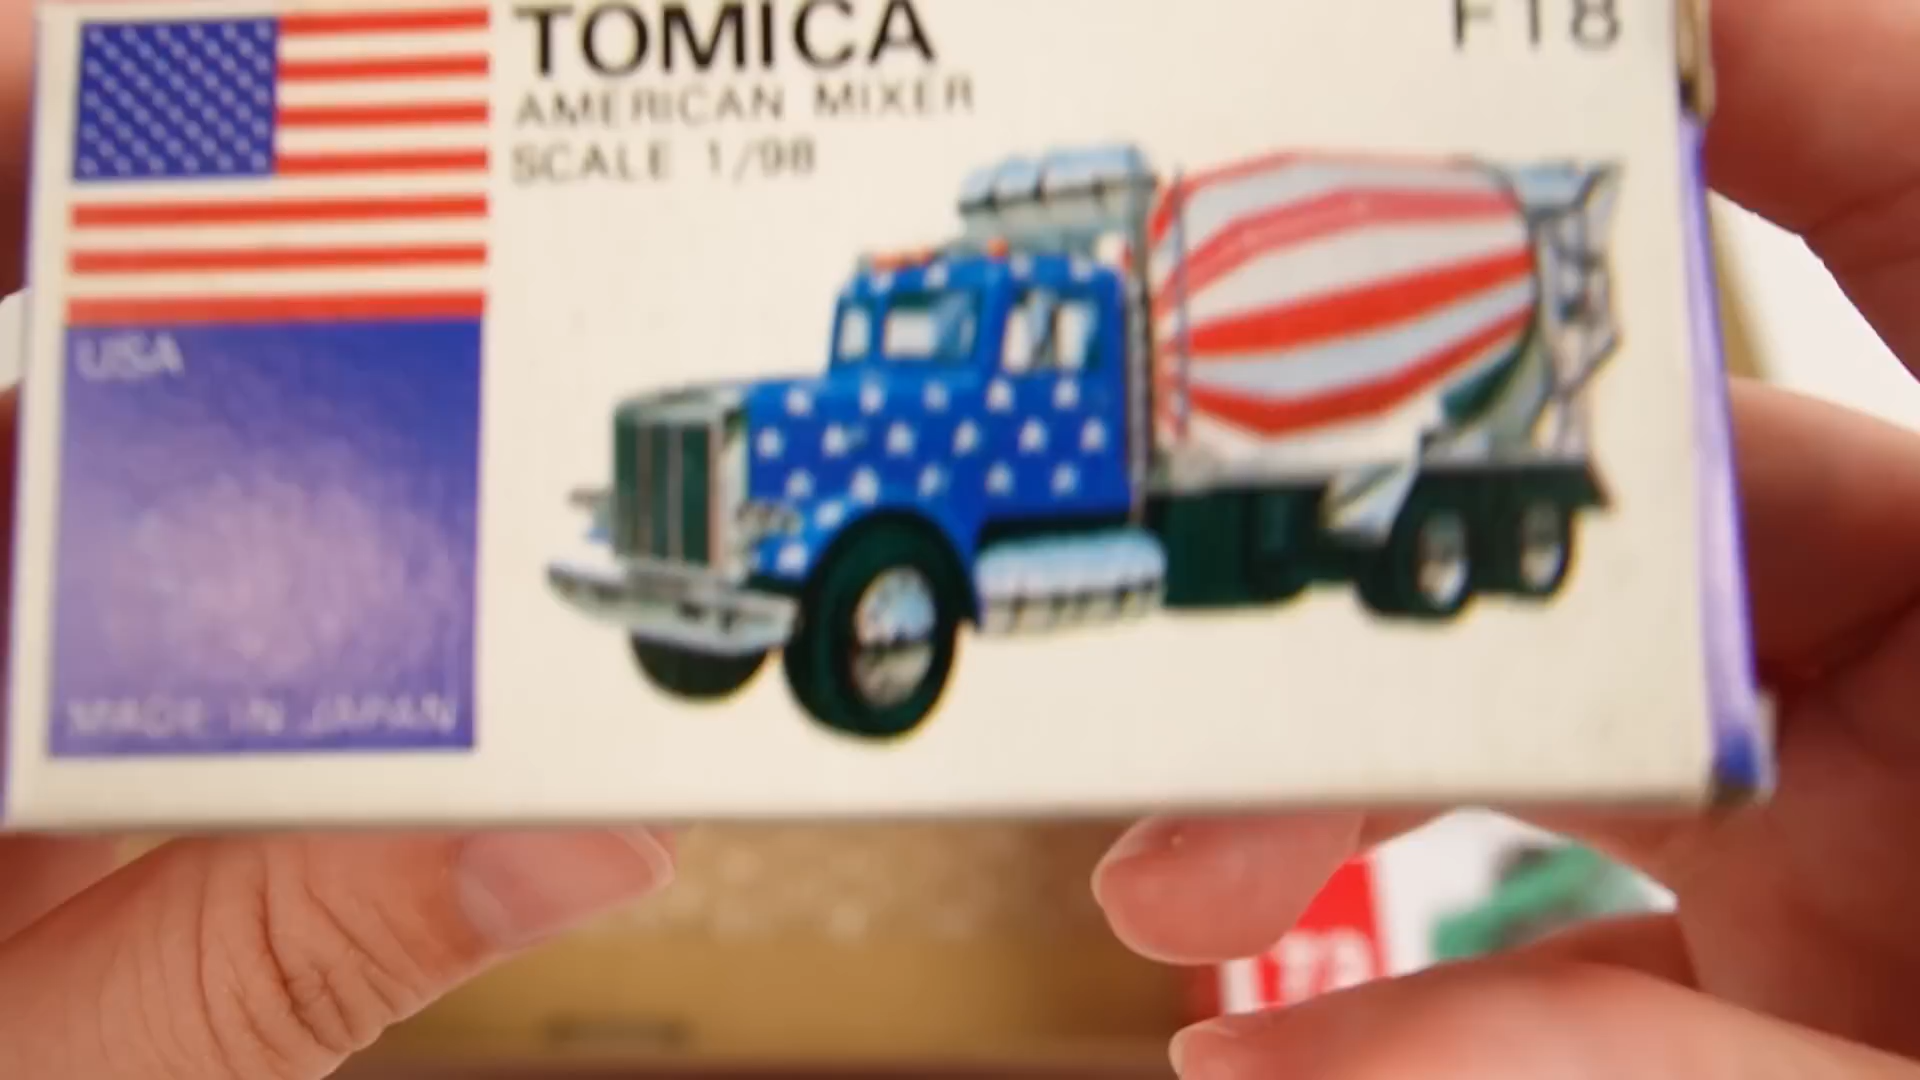 TOMICA
F18
AMERICAN MIXER
SCALE 1/98
USA
MADE IN JAPAN